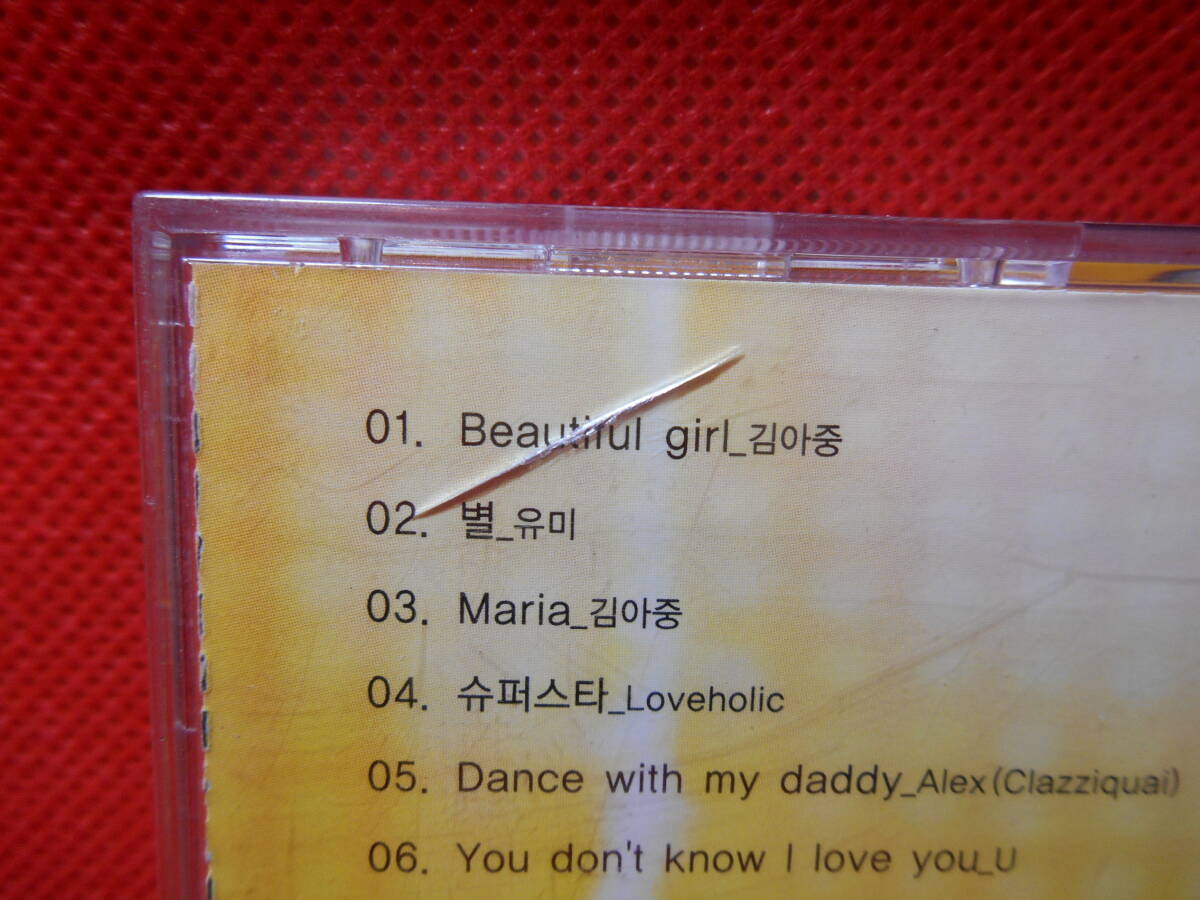 01. Beautiful girl_김아중
02. 별_유미
03. Maria_김아중
04. 슈퍼스타_Loveholic
05. Dance with my daddy_Alex(Clazziquai)
06. You don't know I love you_U